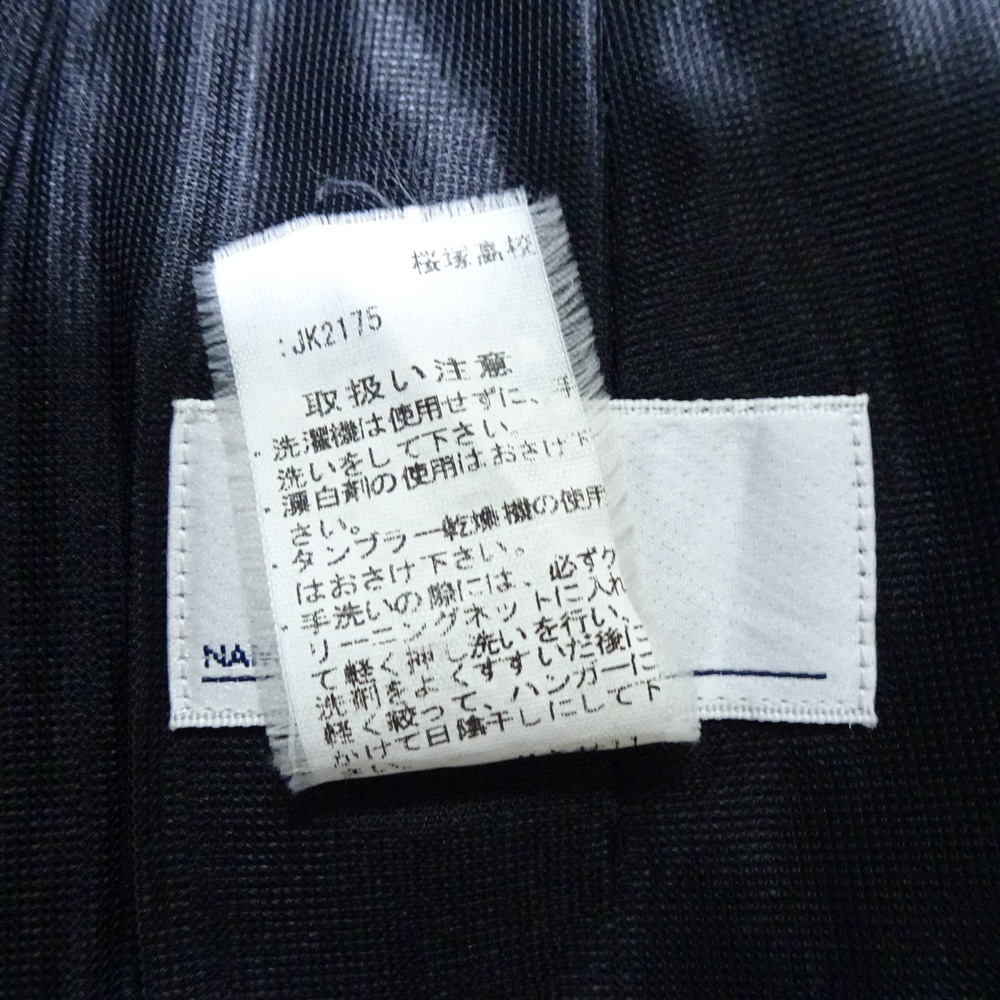 桜塚高校
:JK2175
取扱い注意
・洗濯機は使用せずに、手
洗いをして下さい。
・漂白剤の使用はおさけ下
さい。
・タンブラー乾燥機の使用
はおさけ下さい。
・手洗いの際には、必ずク
リーニングネットに入れ
て軽く押し洗いを行い、
洗剤をよくすすいだ後に
軽く絞って、ハンガーに
かけて日陰干しにして下
さい。
NA